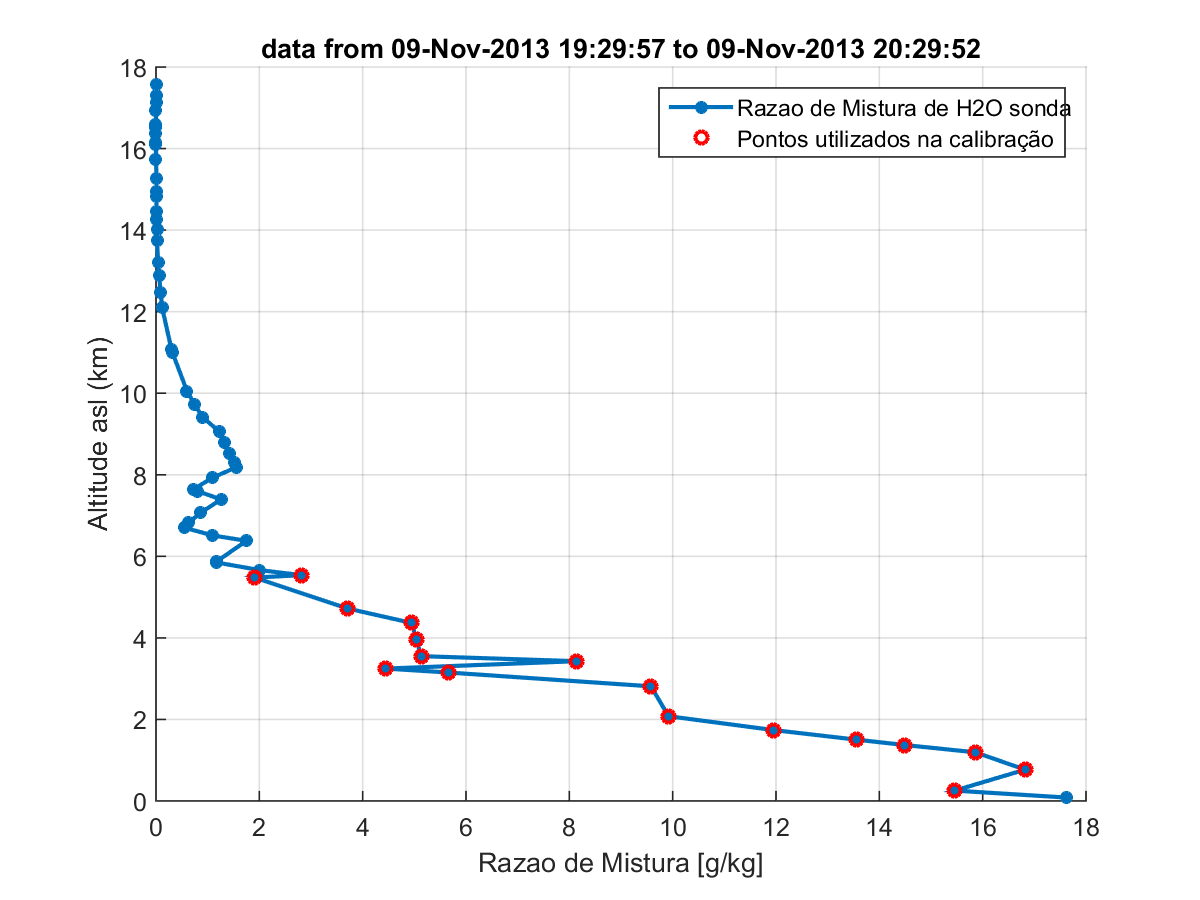 data from 09-Nov-2013 19:29:57 to 09-Nov-2013 20:29:52
Razao de Mistura de H2O sonda
Pontos utilizados na calibração
Altitude asl (km)
18
16
14
12
10
8
6
4
2
0
0 2 4 6 8 10 12 14 16 18
Razao de Mistura [g/kg]